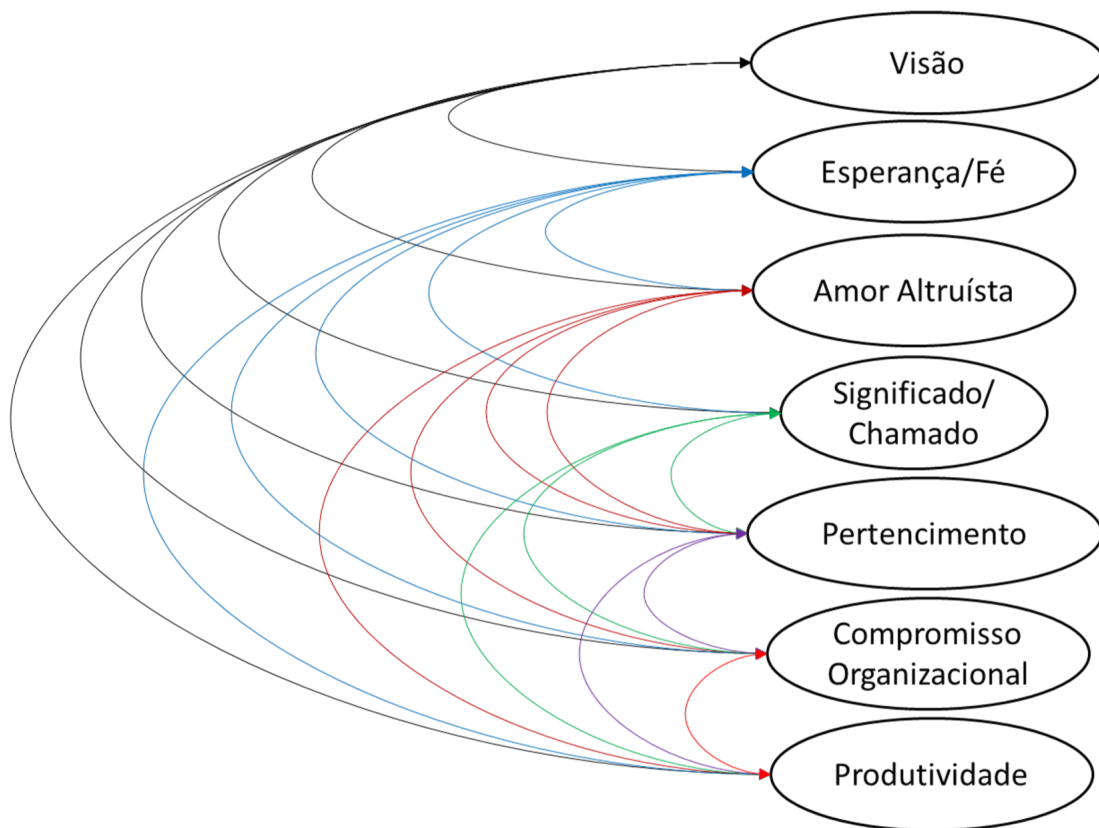 Visão
Esperança/Fé
Amor Altruísta
Significado/
Chamado
Pertencimento
Compromisso
Organizacional
Produtividade